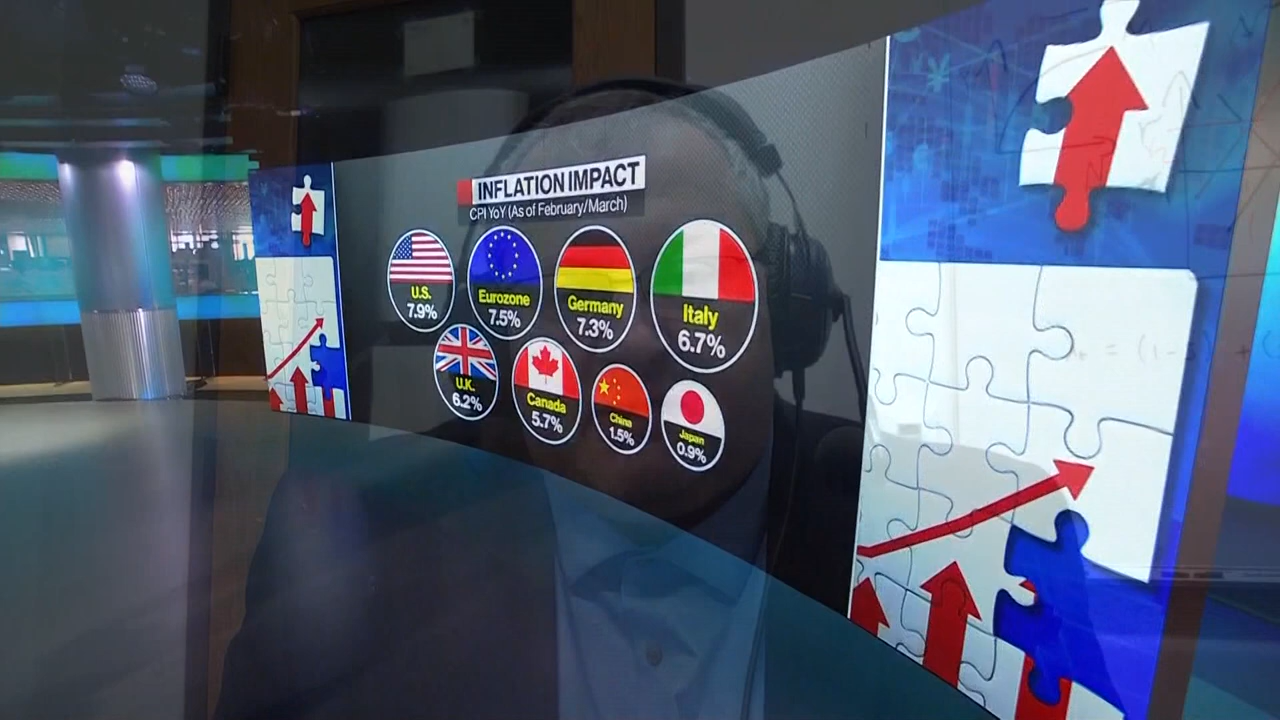 INFLATION IMPACT
CPI YoY (As of February/March)
U.S.
7.9%
Eurozone
7.5%
Germany
7.3%
Italy
6.7%
U.K.
6.2%
Canada
5.7%
China
1.5%
Japan
0.9%